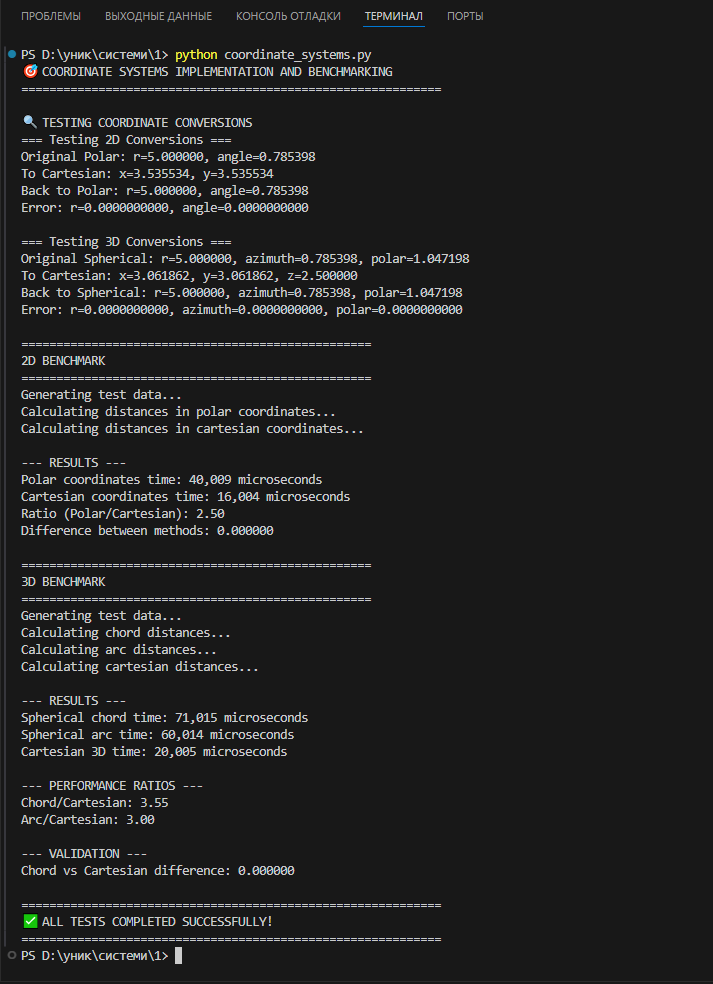 ПРОБЛЕМЫ ВЫХОДНЫЕ ДАННЫЕ КОНСОЛЬ ОТЛАДКИ ТЕРМИНАЛ ПОРТЫ
PS D:\уник\системи\1> python coordinate_systems.py
🎯 COORDINATE SYSTEMS IMPLEMENTATION AND BENCHMARKING
============================================================
🔍 TESTING COORDINATE CONVERSIONS
=== Testing 2D Conversions ===
Original Polar: r=5.000000, angle=0.785398
To Cartesian: x=3.535534, y=3.535534
Back to Polar: r=5.000000, angle=0.785398
Error: r=0.0000000000, angle=0.0000000000
=== Testing 3D Conversions ===
Original Spherical: r=5.000000, azimuth=0.785398, polar=1.047198
To Cartesian: x=3.061862, y=3.061862, z=2.500000
Back to Spherical: r=5.000000, azimuth=0.785398, polar=1.047198
Error: r=0.0000000000, azimuth=0.0000000000, polar=0.0000000000
==================================================
2D BENCHMARK
==================================================
Generating test data...
Calculating distances in polar coordinates...
Calculating distances in cartesian coordinates...
--- RESULTS ---
Polar coordinates time: 40,009 microseconds
Cartesian coordinates time: 16,004 microseconds
Ratio (Polar/Cartesian): 2.50
Difference between methods: 0.000000
==================================================
3D BENCHMARK
==================================================
Generating test data...
Calculating chord distances...
Calculating arc distances...
Calculating cartesian distances...
--- RESULTS ---
Spherical chord time: 71,015 microseconds
Spherical arc time: 60,014 microseconds
Cartesian 3D time: 20,005 microseconds
--- PERFORMANCE RATIOS ---
Chord/Cartesian: 3.55
Arc/Cartesian: 3.00
--- VALIDATION ---
Chord vs Cartesian difference: 0.000000
============================================================
✅ ALL TESTS COMPLETED SUCCESSFULLY!
============================================================
PS D:\уник\системи\1>